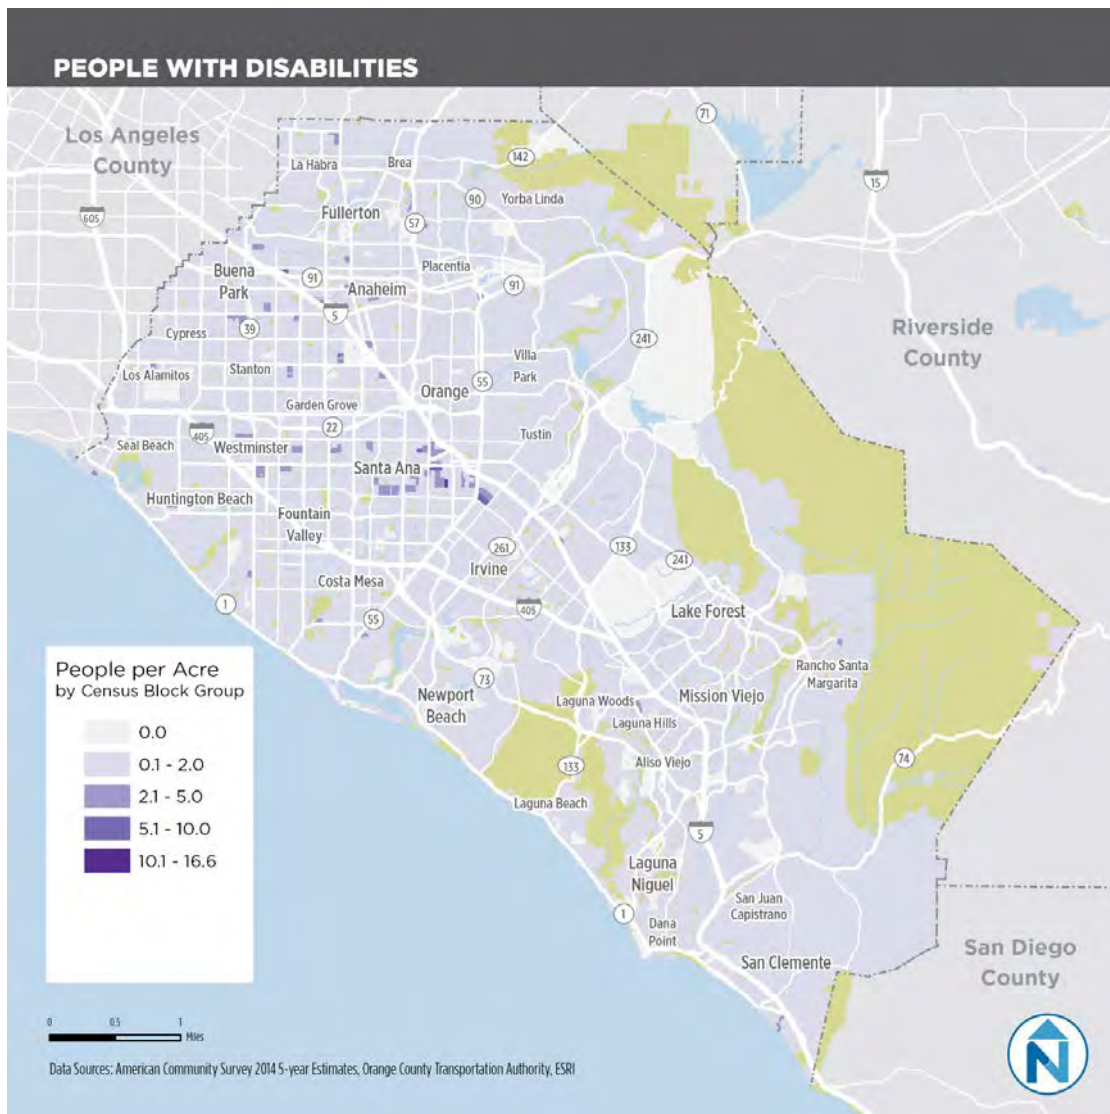 PEOPLE WITH DISABILITIES
Los Angeles
County
71
La Habra
Brea
142
15
605
90
Yorba Linda
Fullerton
57
Buena
Park
91
Placentia
91
Anaheim
5
39
Cypress
241
Riverside
County
Villa
Park
Los Alamitos
Stanton
55
Orange
Garden Grove
22
405
Seal Beach
Westminster
Tustin
Santa Ana
Huntington Beach
Fountain
Valley
261
133
241
Irvine
Costa Mesa
1
55
405
Lake Forest
People per Acre
by Census Block Group
0.0
0.1 - 2.0
2.1 - 5.0
5.1 - 10.0
10.1 - 16.6
Rancho Santa
Margarita
73
Newport
Beach
Laguna Woods
Mission Viejo
Laguna Hills
133
Aliso Viejo
74
Laguna Beach
5
Laguna
Niguel
San Juan
Capistrano
1
Dana
Point
San Clemente
San Diego
County
0 0.5 1
Miles
N
Data Sources: American Community Survey 2014 5-year Estimates, Orange County Transportation Authority, ESRI